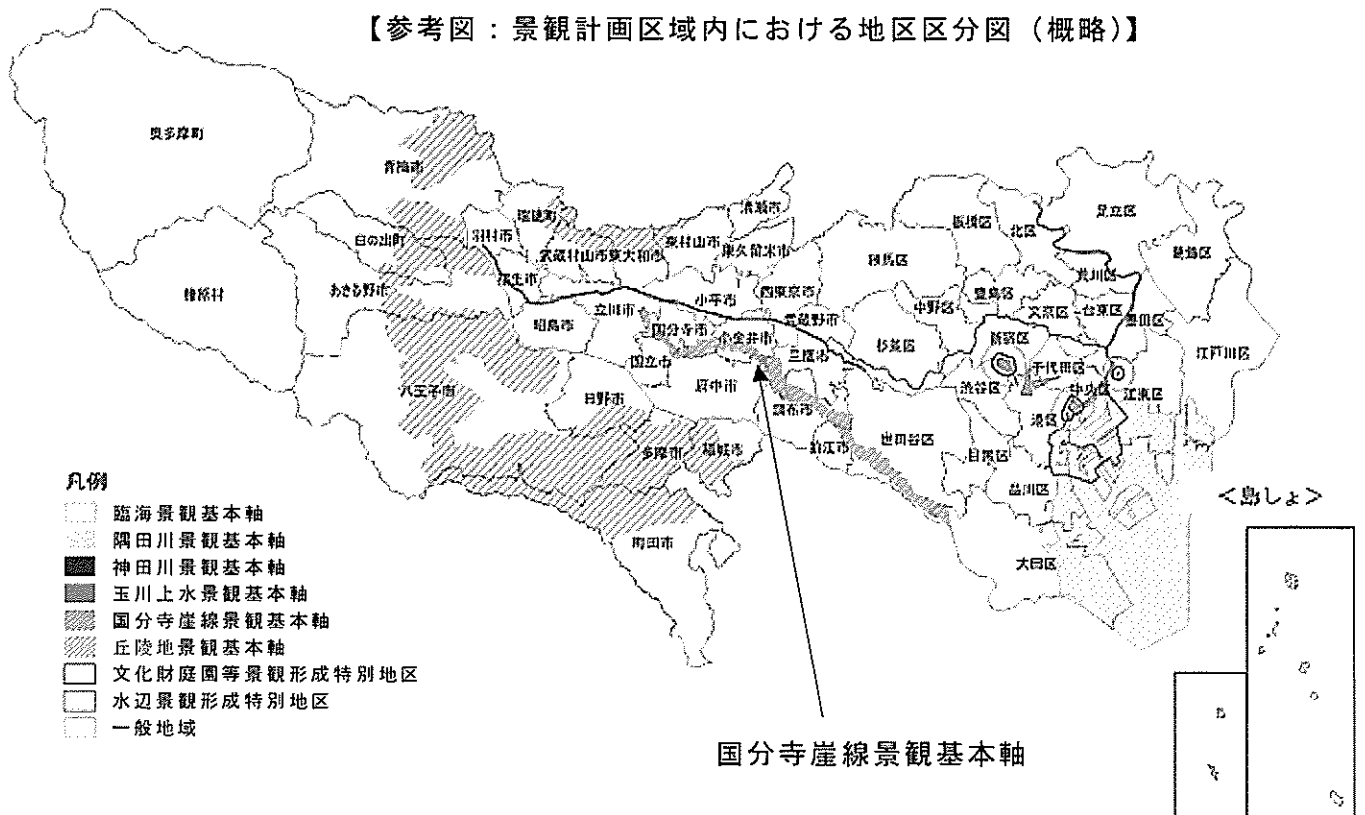 【参考図：景観計画区域内における地区区分図（概略）】
奥多摩町
青梅市
瑞穂町
清瀬市
足立区
板橋区
北区
日の出町
羽村市
武蔵村山市
東大和市
東村山市
東久留米市
練馬区
葛飾区
荒川区
檜原村
あきる野市
福生市
小平市
西東京市
中野区
豊島区
文京区
台東区
墨田区
昭島市
立川市
国分寺市
小金井市
武蔵野市
杉並区
新宿区
江戸川区
国立市
三鷹市
渋谷区
千代田区
八王子市
日野市
府中市
調布市
中央区
江東区
多摩市
稲城市
狛江市
世田谷区
目黒区
港区
品川区
町田市
大田区
凡例
臨海景観基本軸
隅田川景観基本軸
神田川景観基本軸
玉川上水景観基本軸
国分寺崖線景観基本軸
丘陵地景観基本軸
文化財庭園等景観形成特別地区
水辺景観形成特別地区
一般地域
＜島しょ＞
国分寺崖線景観基本軸